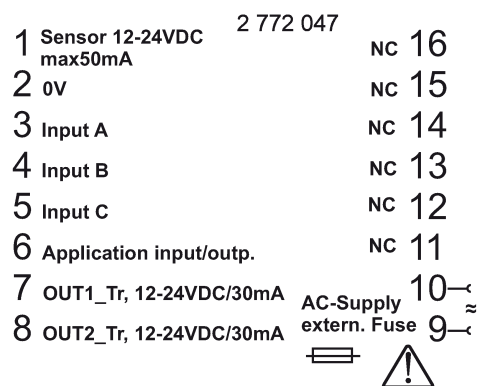 2 772 047
1 Sensor 12-24VDC
max50mA
NC 16
2 0V
NC 15
3 Input A
NC 14
4 Input B
NC 13
5 Input C
NC 12
6 Application input/outp.
NC 11
7 OUT1_Tr, 12-24VDC/30mA
AC-Supply
10
≈
8 OUT2_Tr, 12-24VDC/30mA
extern. Fuse
9
!